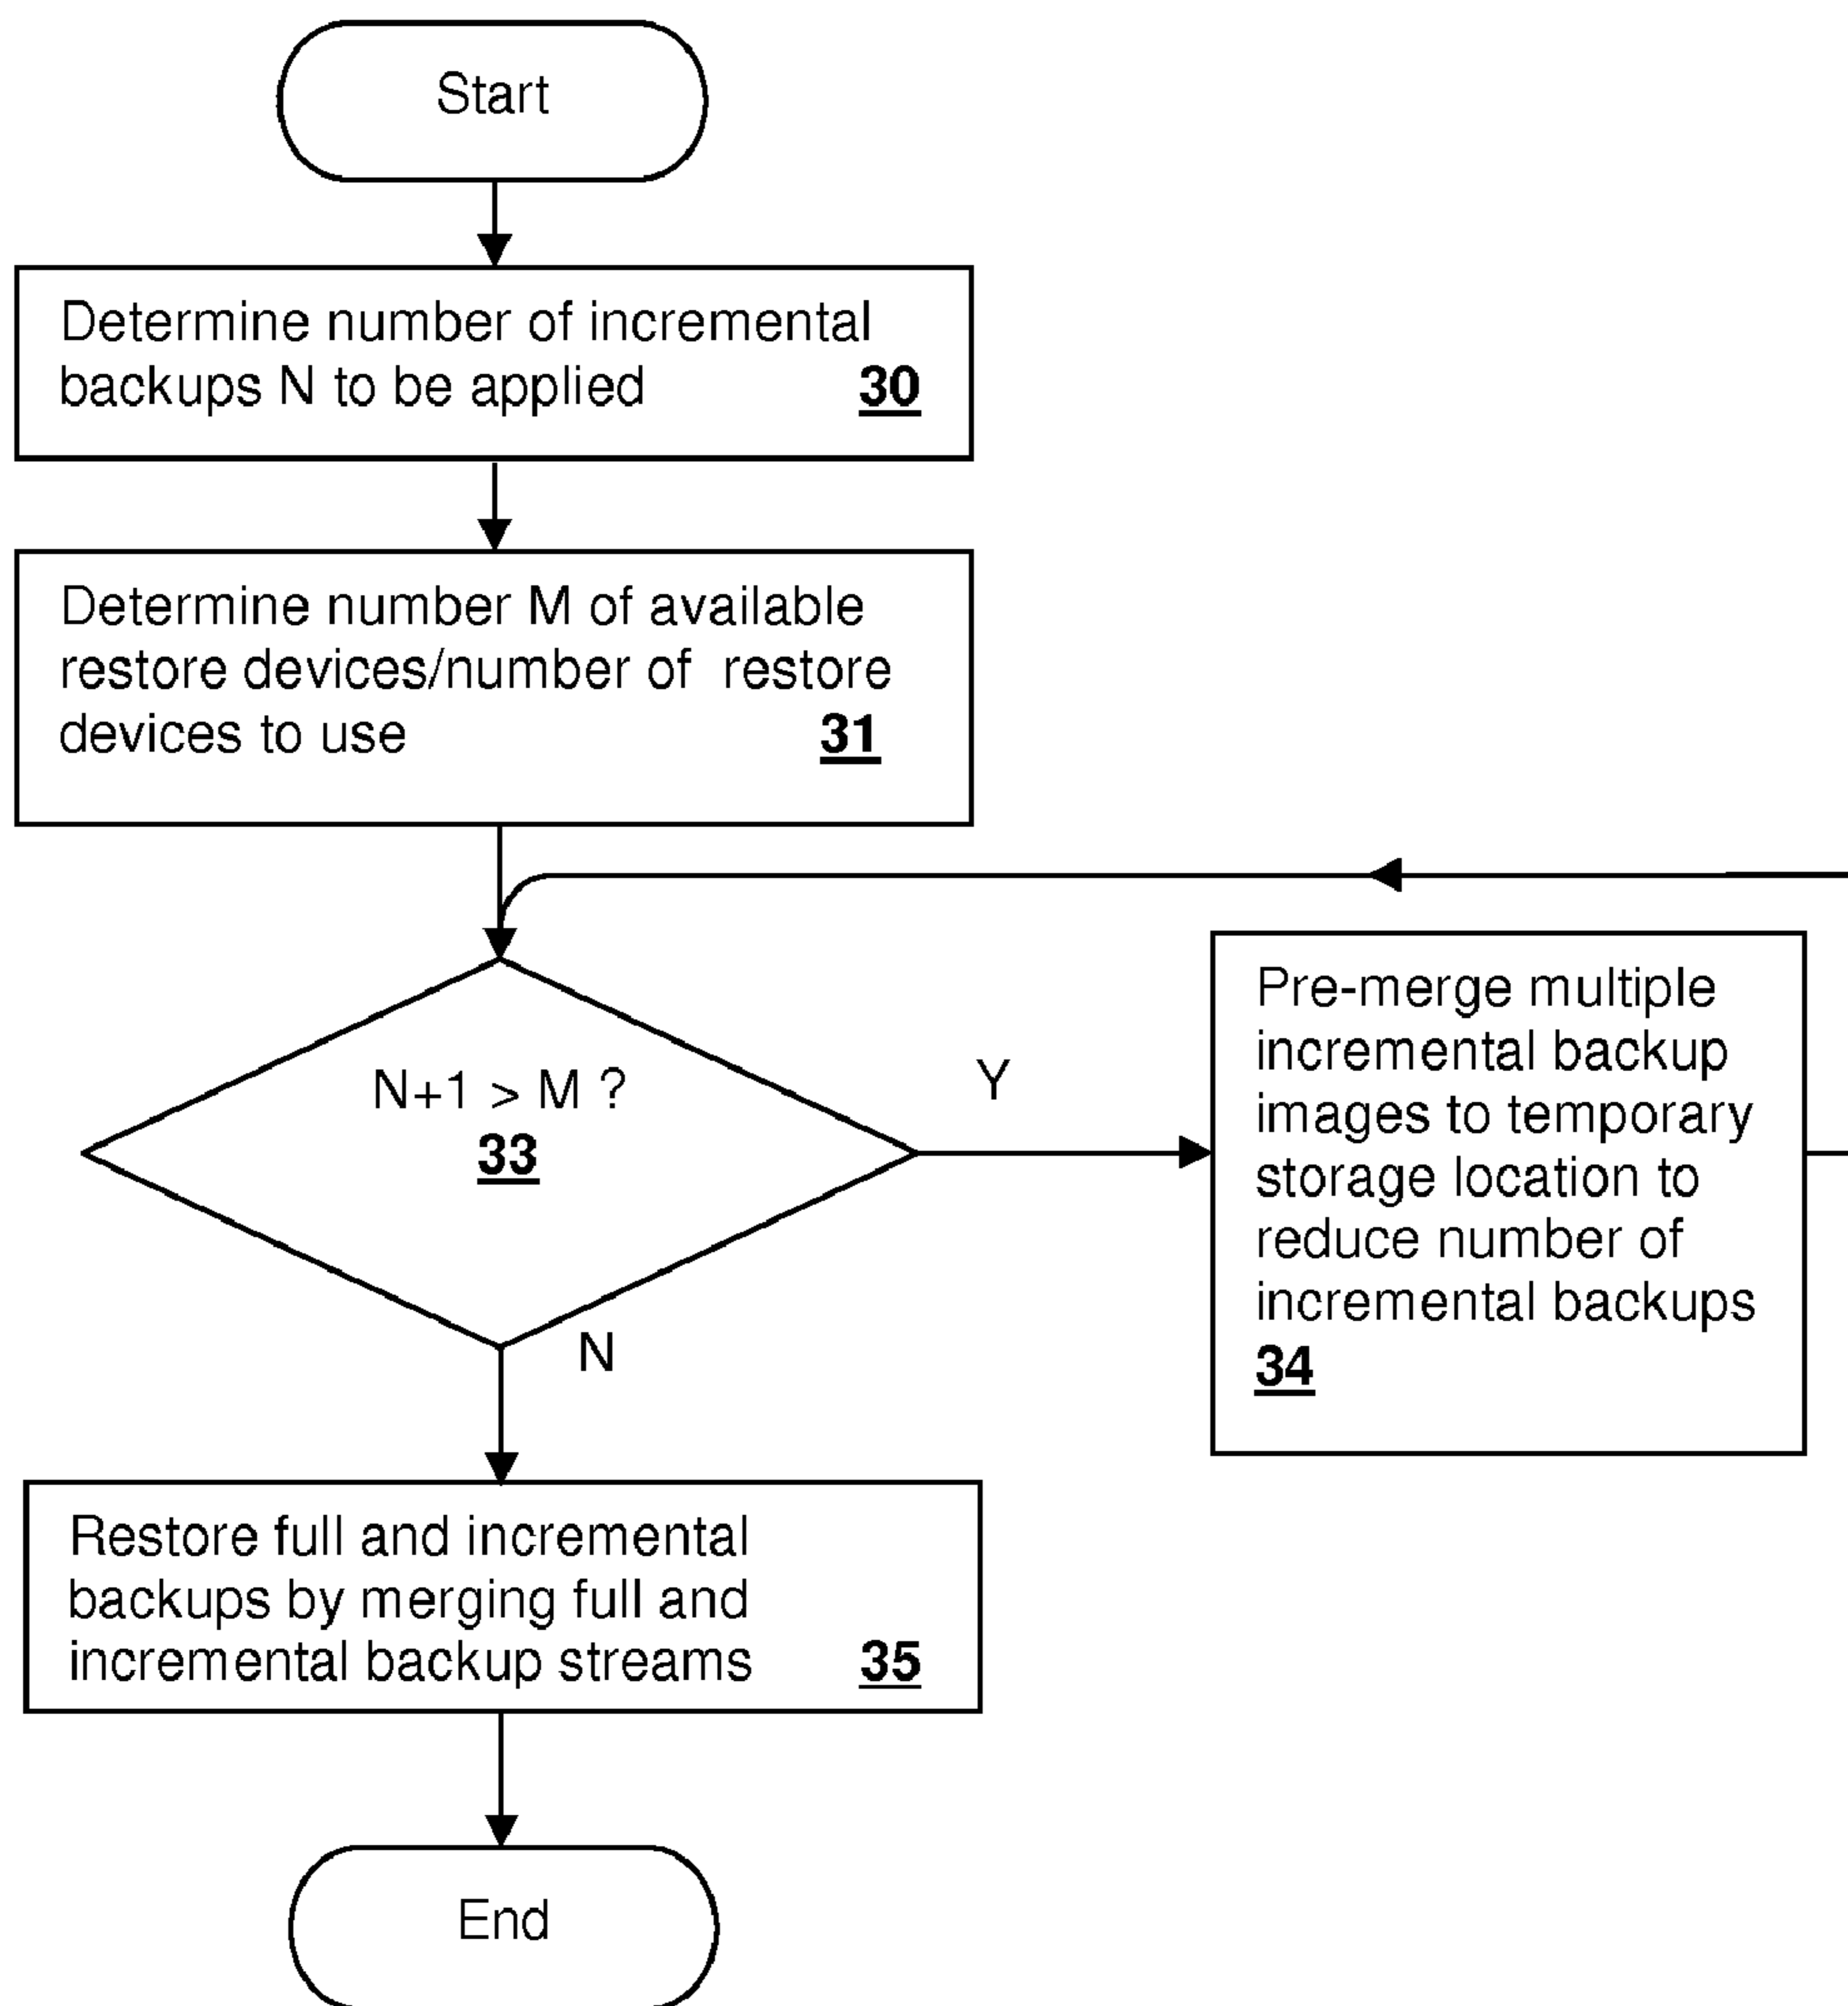 Start
Determine number of incremental
backups N to be applied 30
Determine number M of available
restore devices/number of restore
devices to use 31
N+1 > M ?
33
Y
Pre-merge multiple
incremental backup
images to temporary
storage location to
reduce number of
incremental backups
34
N
Restore full and incremental
backups by merging full and
incremental backup streams 35
End